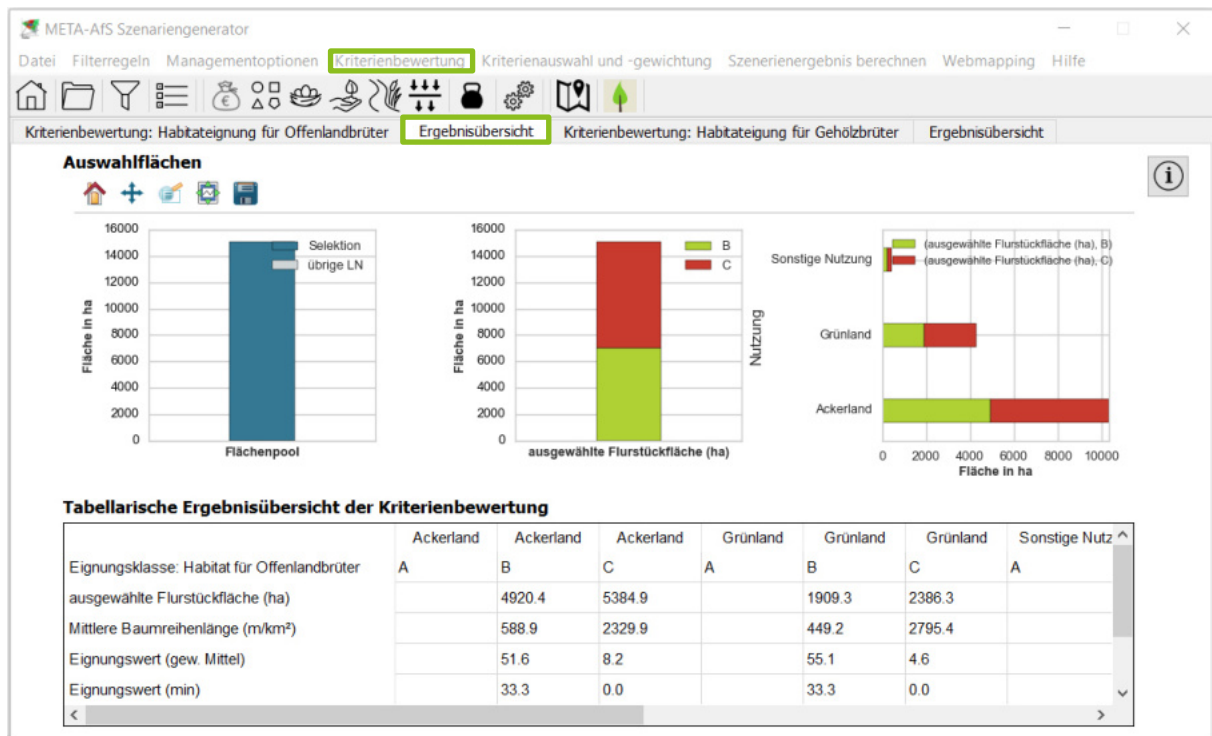 META-AfS Szenariengenerator
Datei Filterregeln Managementoptionen Kriterienbewertung Kriterienauswahl und -gewichtung Szenerienergebnis berechnen Webmapping Hilfe
Kriterienbewertung: Habitateignung für Offenlandbrüter Ergebnisübersicht Kriterienbewertung: Habitateigung für Gehölzbrüter Ergebnisübersicht
Auswahlflächen
i
16000
14000
12000
10000
8000
6000
4000
2000
0
Fläche in ha
Selektion
übrige LN
Flächenpool
16000
14000
12000
10000
8000
6000
4000
2000
0
Fläche in ha
B
C
ausgewählte Flurstückfläche (ha)
Nutzung
Sonstige Nutzung
Grünland
Ackerland
(ausgewählte Flurstückfläche (ha), B)
(ausgewählte Flurstückfläche (ha), C)
0 2000 4000 6000 8000 10000
Fläche in ha
Tabellarische Ergebnisübersicht der Kriterienbewertung
Ackerland Ackerland Ackerland Grünland Grünland Grünland Sonstige Nutz
Eignungsklasse: Habitat für Offenlandbrüter A B C A B C A
ausgewählte Flurstückfläche (ha) 4920.4 5384.9 1909.3 2386.3
Mittlere Baumreihenlänge (m/km²) 588.9 2329.9 449.2 2795.4
Eignungswert (gew. Mittel) 51.6 8.2 55.1 4.6
Eignungswert (min) 33.3 0.0 33.3 0.0